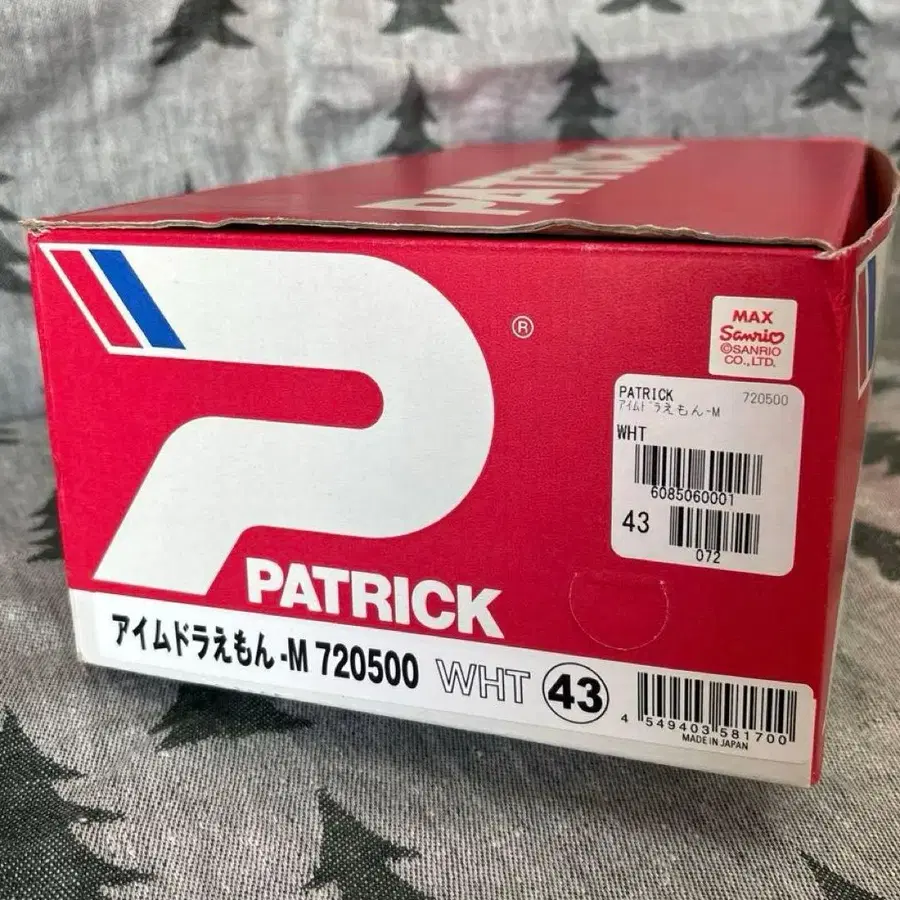 PATRICK
®
MAX
Sanrio
©SANRIO
CO.,LTD.
PATRICK 720500
ｱｲﾑﾄﾞラえもん-M
WHT
6085060001
43
072
PATRICK
アイムドラえもん-M 720500 WHT 43
4 549403 581700
MADE IN JAPAN